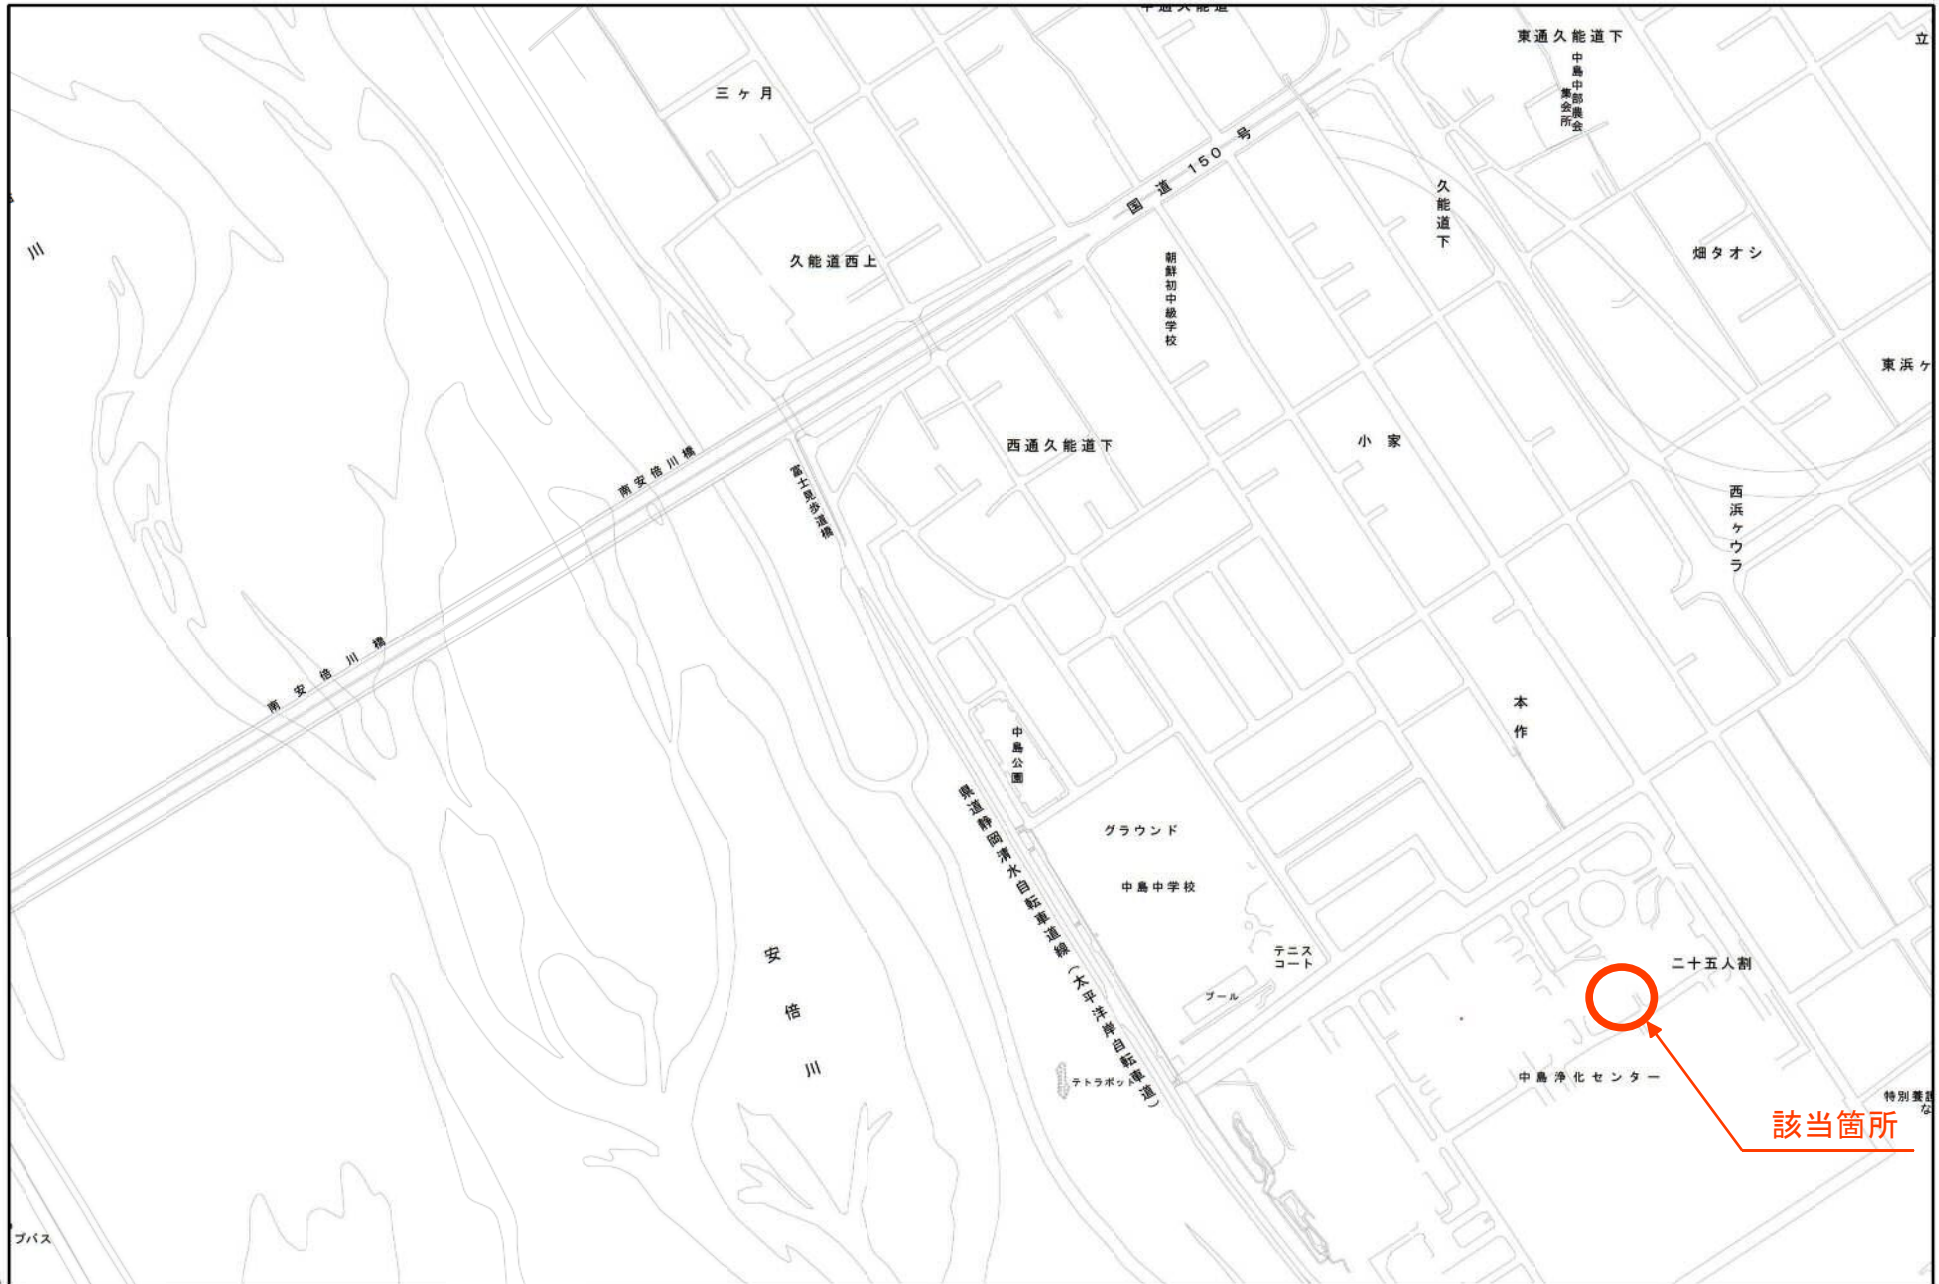 東通久能道下
立
中島中部農会
集会所
三ヶ月
国道150号
久能道下
川
久能道西上
朝鮮初中級学校
畑タオシ
東浜ヶ
西通久能道下
小家
南安倍川橋
富士見歩道橋
西浜ヶウラ
南安倍川橋
本作
中島公園
県道静岡清水自転車道線(太平洋岸自転車道)
グラウンド
中島中学校
安倍川
テニス
コート
二十五人割
プール
テトラポット
中島浄化センター
特別養護
な
該当箇所
プバス